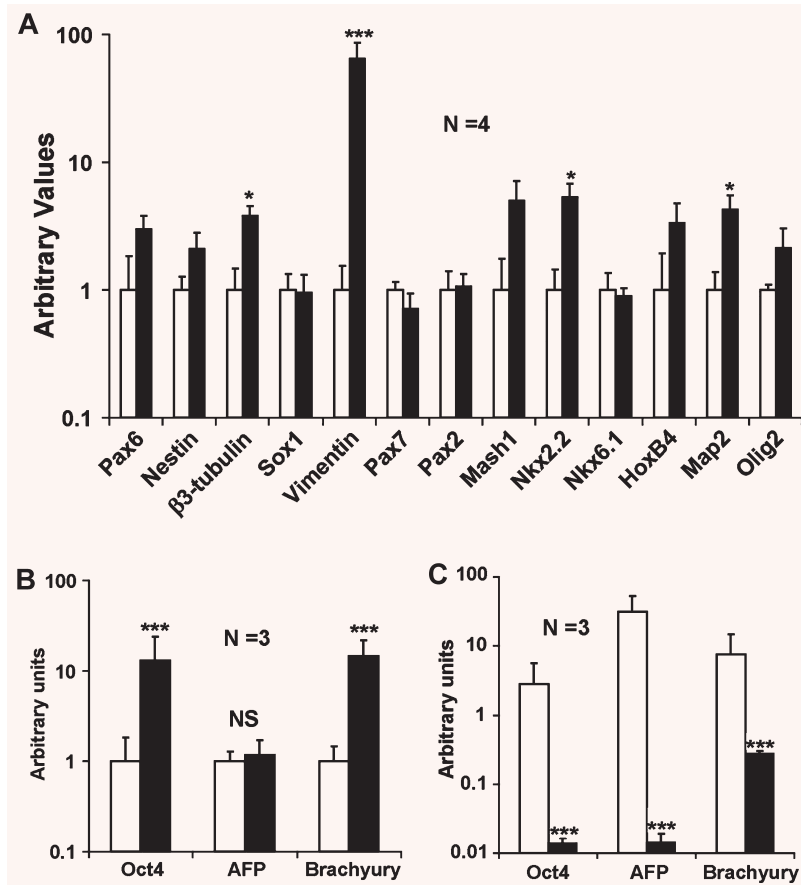 A
100
***
N =4
10
*
*
*
1
0.1
Arbitrary Values
Pax6
Nestin
β3-tubulin
Sox1
Vimentin
Pax7
Pax2
Mash1
Nkx2.2
Nkx6.1
HoxB4
Map2
Olig2
B
100
***
N =3
***
10
NS
1
0.1
Arbitrary units
Oct4
AFP
Brachyury
C
100
N =3
10
1
***
0.1
***
***
0.01
Arbitrary units
Oct4
AFP
Brachyury